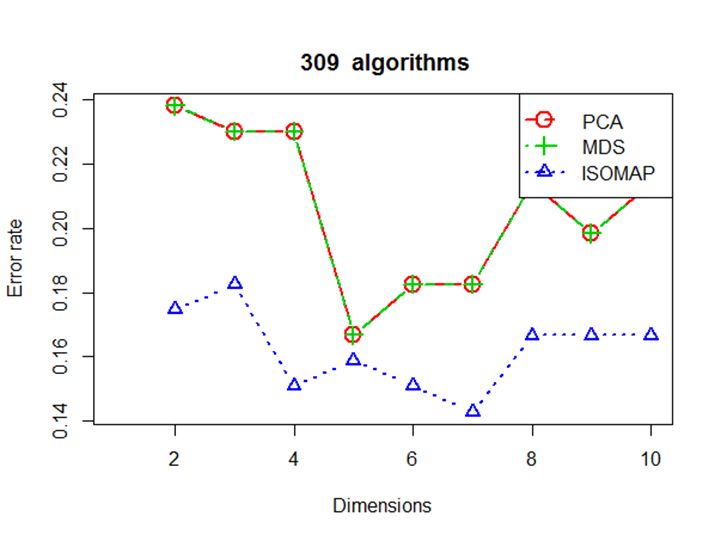 309 algorithms
0.24
0.22
0.20
0.18
0.16
0.14
Error rate
PCA
MDS
ISOMAP
2 4 6 8 10
Dimensions